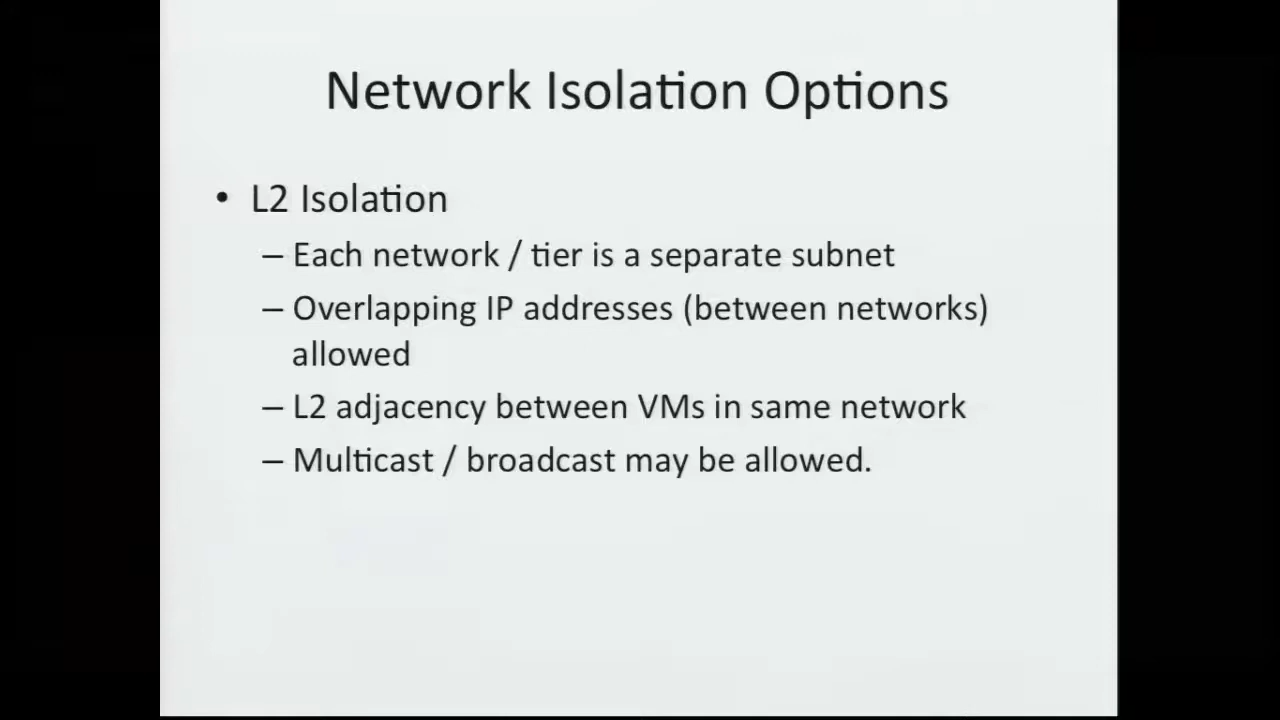 Network Isolation Options
• L2 Isolation
– Each network / tier is a separate subnet
– Overlapping IP addresses (between networks)
allowed
– L2 adjacency between VMs in same network
– Multicast / broadcast may be allowed.